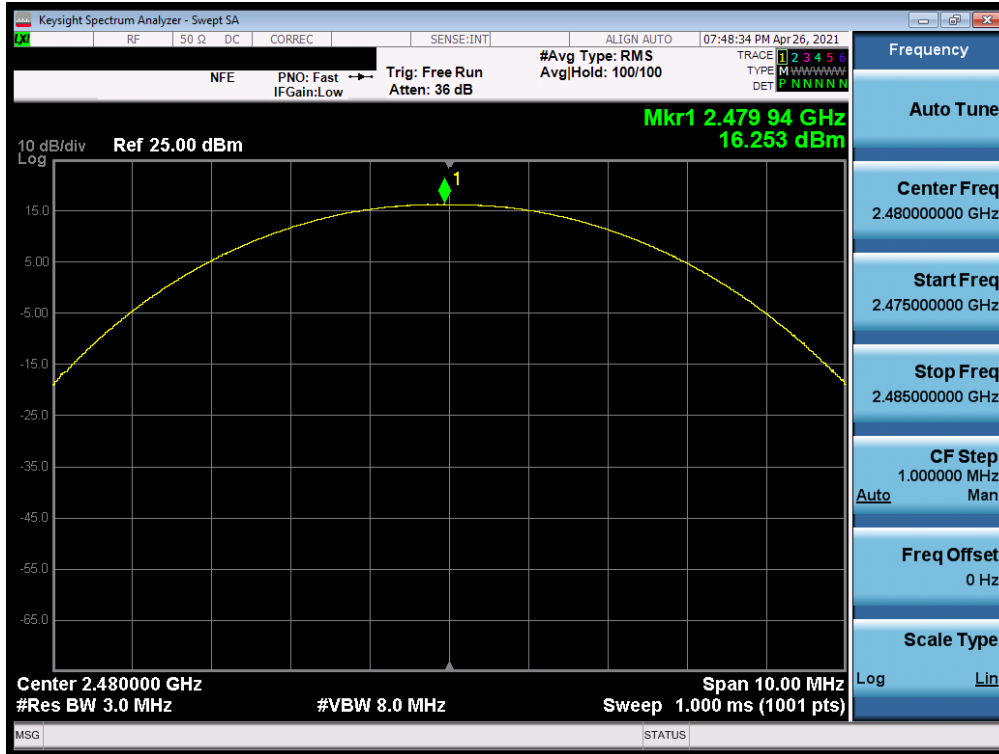 Keysight Spectrum Analyzer - Swept SA
LXI RF 50 Ω DC CORREC SENSE:INT ALIGN AUTO 07:48:34 PM Apr 26, 2021
NFE PNO: Fast Trig: Free Run #Avg Type: RMS TRACE 1 2 3 4 5 6
IFGain:Low Atten: 36 dB Avg|Hold: 100/100 TYPE M WWWWW
DET P N N N N N
Mkr1 2.479 94 GHz
16.253 dBm
10 dB/div Ref 25.00 dBm
Log
1
15.0
5.00
-5.00
-15.0
-25.0
-35.0
-45.0
-55.0
-65.0
Center 2.480000 GHz Span 10.00 MHz
#Res BW 3.0 MHz #VBW 8.0 MHz Sweep 1.000 ms (1001 pts)
MSG STATUS
Frequency
Auto Tune
Center Freq
2.480000000 GHz
Start Freq
2.475000000 GHz
Stop Freq
2.485000000 GHz
CF Step
1.000000 MHz
Auto Man
Freq Offset
0 Hz
Scale Type
Log Lin